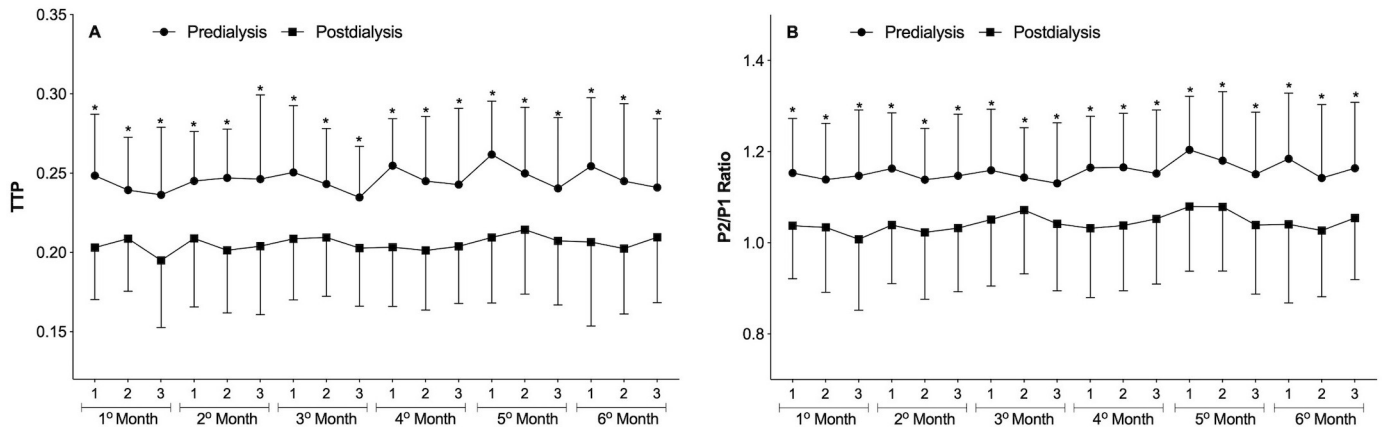 A
Predialysis Postdialysis
TTP
0.35
0.30
0.25
0.20
0.15
* * * * * * * * * * * * * * * * * *
1 2 3 1 2 3 1 2 3 1 2 3 1 2 3 1 2 3
1º Month 2º Month 3º Month 4º Month 5º Month 6º Month
B
Predialysis Postdialysis
P2/P1 Ratio
1.4
1.2
1.0
0.8
* * * * * * * * * * * * * * * * * *
1 2 3 1 2 3 1 2 3 1 2 3 1 2 3 1 2 3
1º Month 2º Month 3º Month 4º Month 5º Month 6º Month